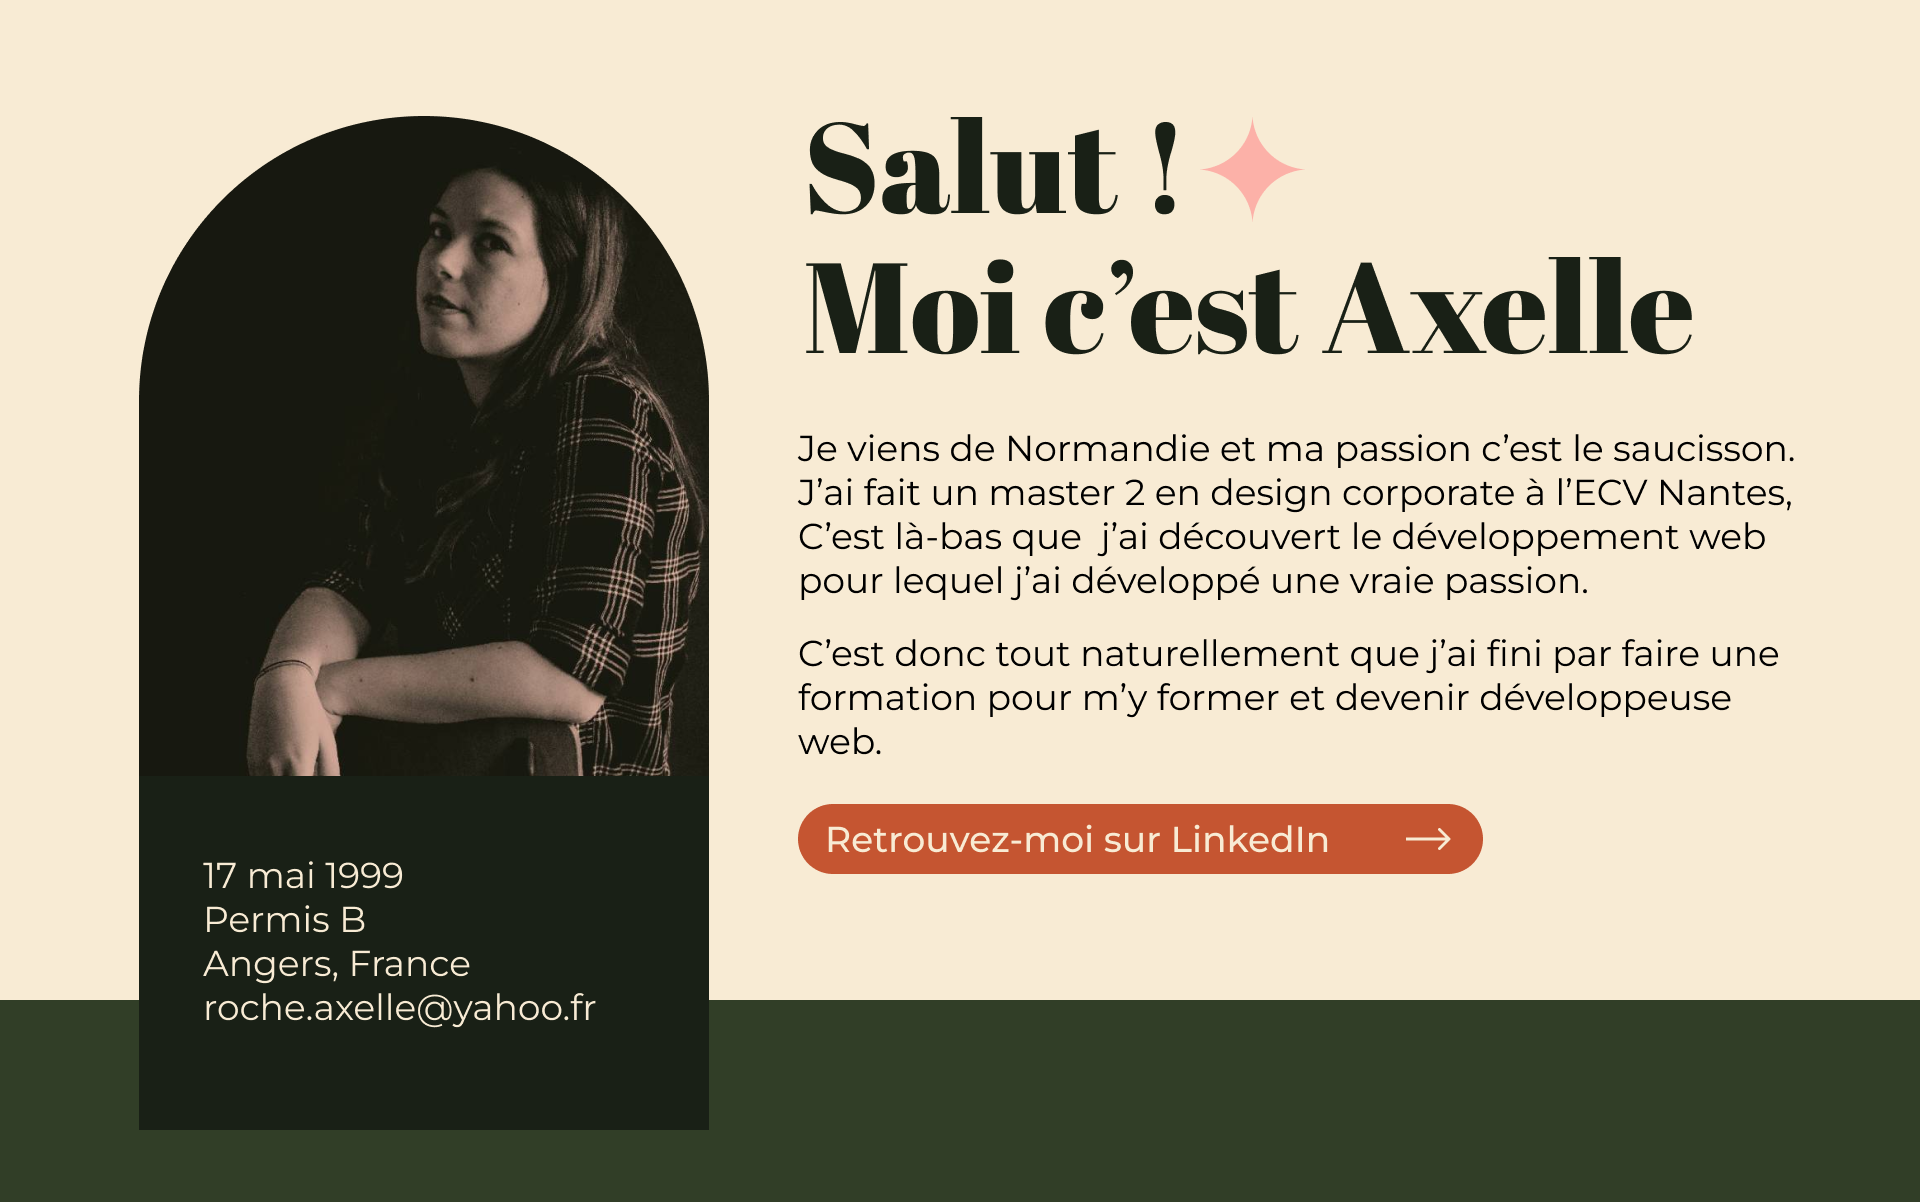 Salut !
Moi c’est Axelle
Je viens de Normandie et ma passion c’est le saucisson.
J’ai fait un master 2 en design corporate à l’ECV Nantes,
C’est là-bas que  j’ai découvert le développement web
pour lequel j’ai développé une vraie passion.
C’est donc tout naturellement que j’ai fini par faire une
formation pour m’y former et devenir développeuse
web.
Retrouvez-moi sur LinkedIn
17 mai 1999
Permis B
Angers, France
roche.axelle@yahoo.fr